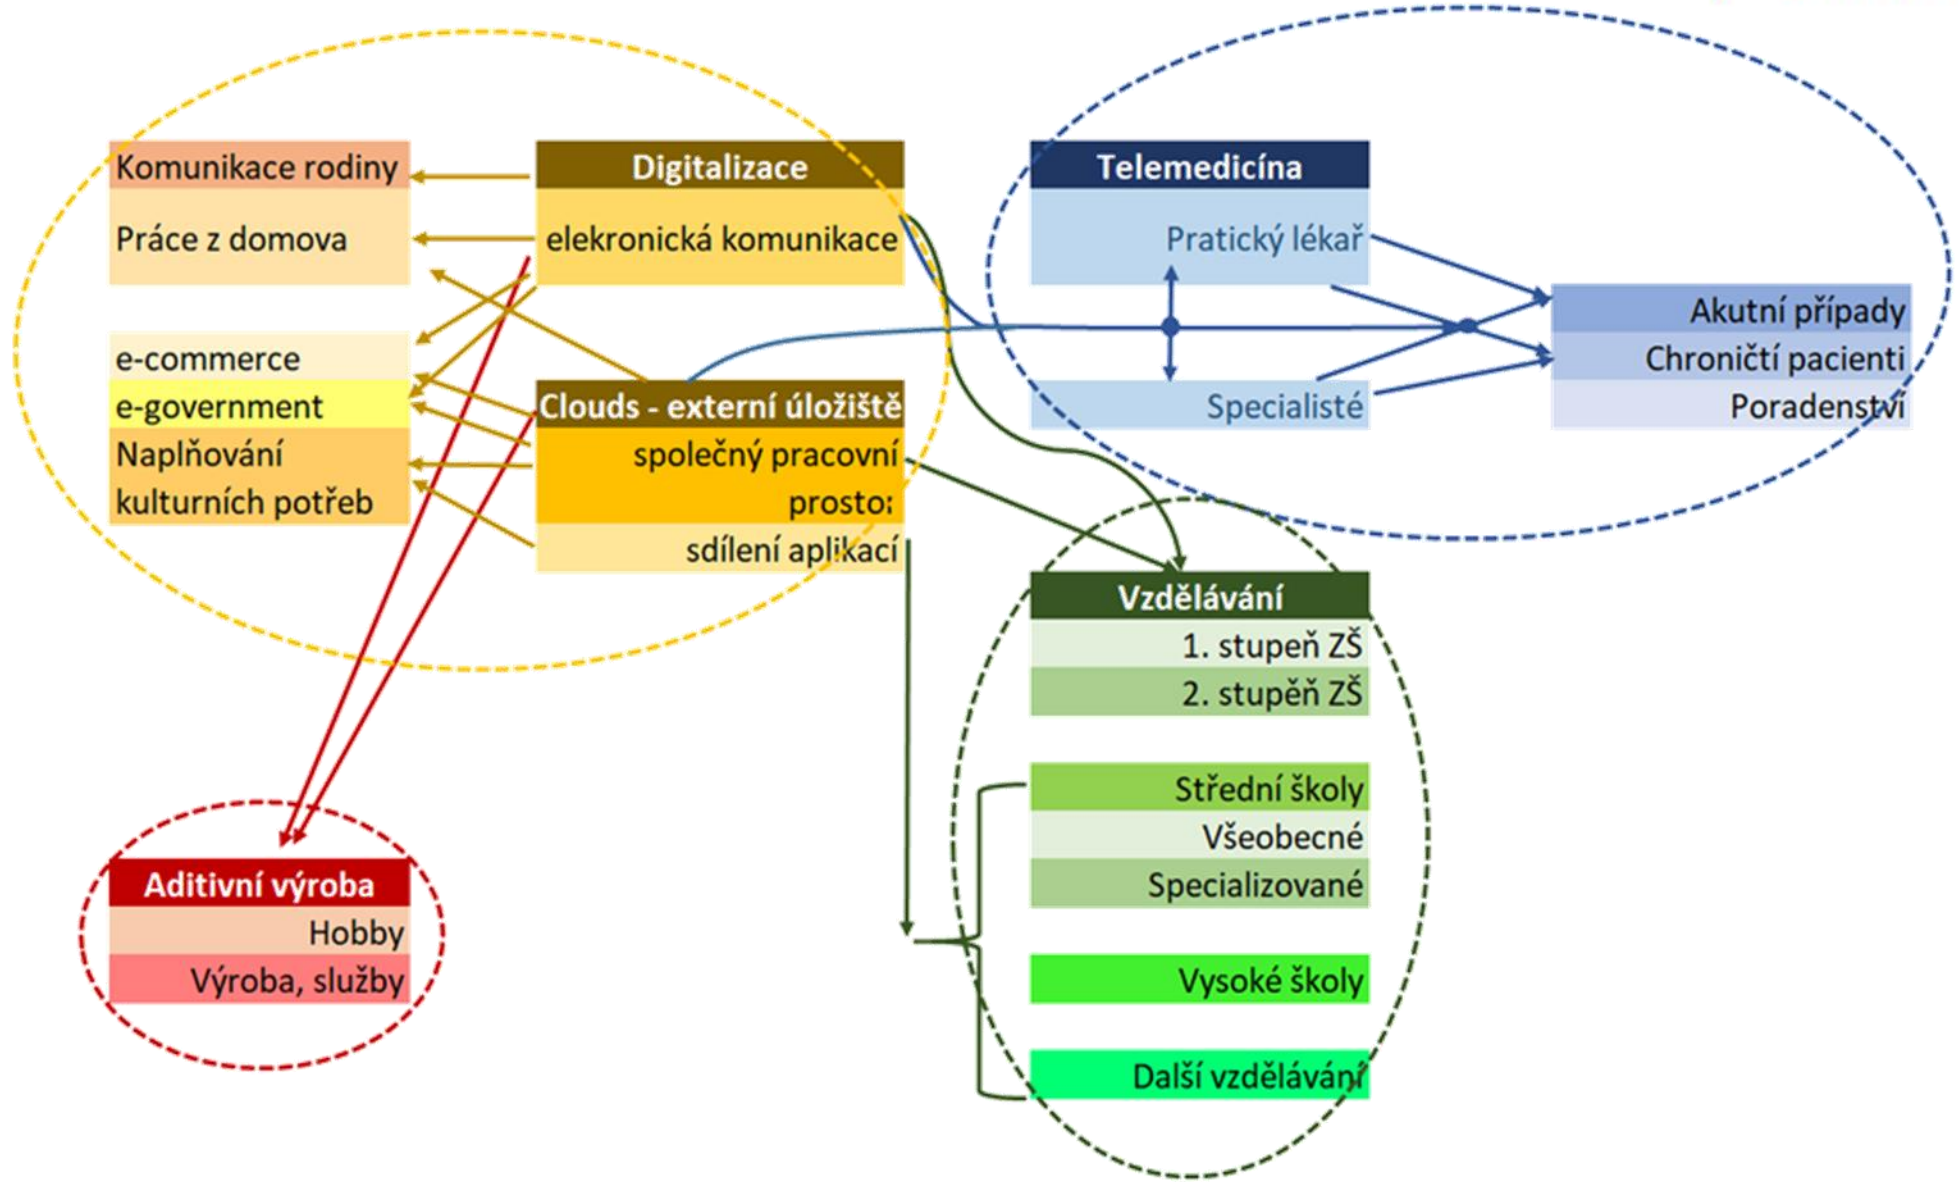 Komunikace rodiny
Práce z domova
e-commerce
e-government
Naplňování
kulturních potřeb
Digitalizace
elekronická komunikace
Clouds - externí úložiště
společný pracovní
prostor
sdílení aplikací
Telemedicína
Pratický lékař
Specialisté
Akutní případy
Chroničtí pacienti
Poradenství
Vzdělávání
1. stupeň ZŠ
2. stupěň ZŠ
Střední školy
Všeobecné
Specializované
Vysoké školy
Další vzdělávání
Aditivní výroba
Hobby
Výroba, služby